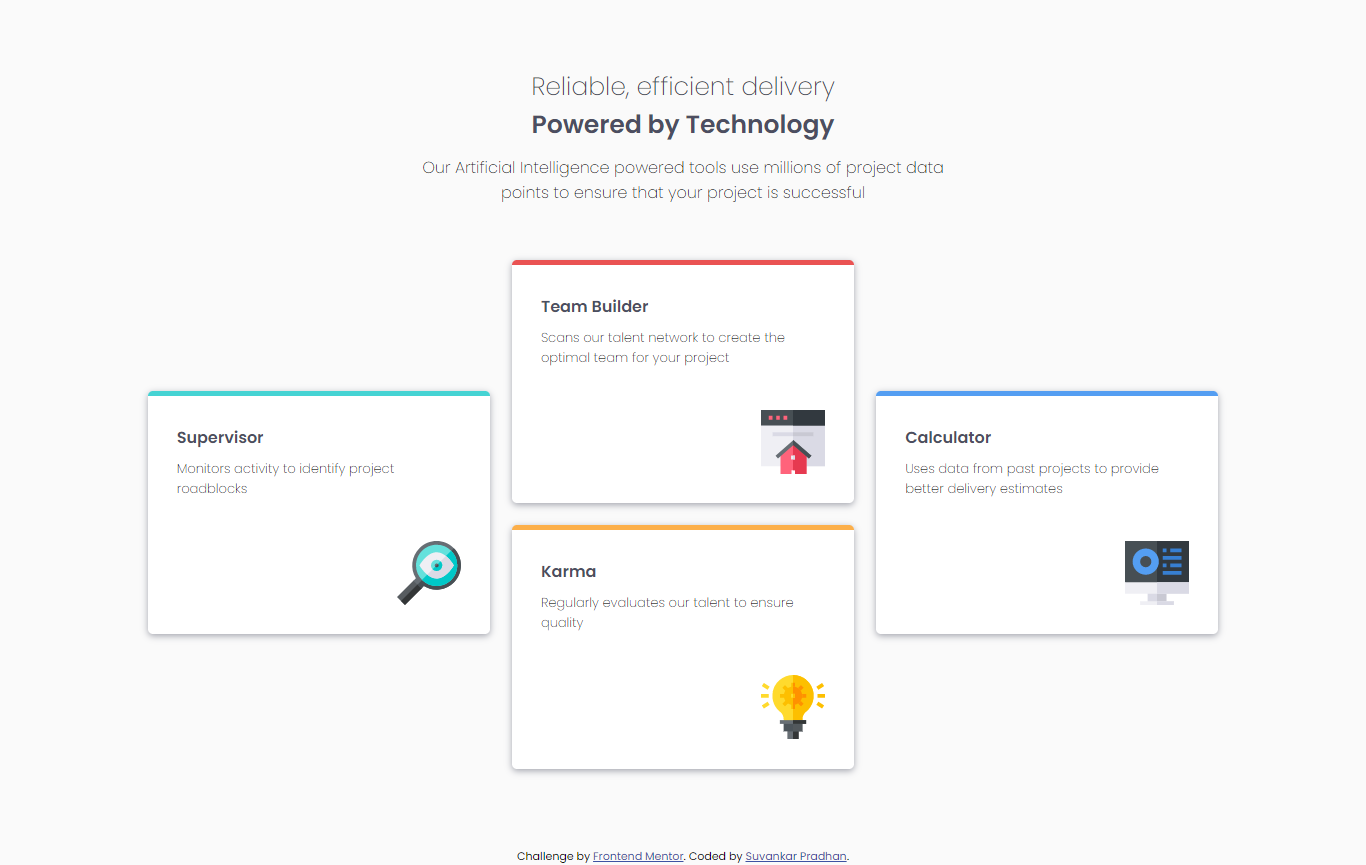 Reliable, efficient delivery
Powered by Technology
Our Artificial Intelligence powered tools use millions of project data
points to ensure that your project is successful
Team Builder
Scans our talent network to create the
optimal team for your project
Supervisor
Monitors activity to identify project
roadblocks
Calculator
Uses data from past projects to provide
better delivery estimates
Karma
Regularly evaluates our talent to ensure
quality
Challenge by Frontend Mentor. Coded by Suvankar Pradhan.